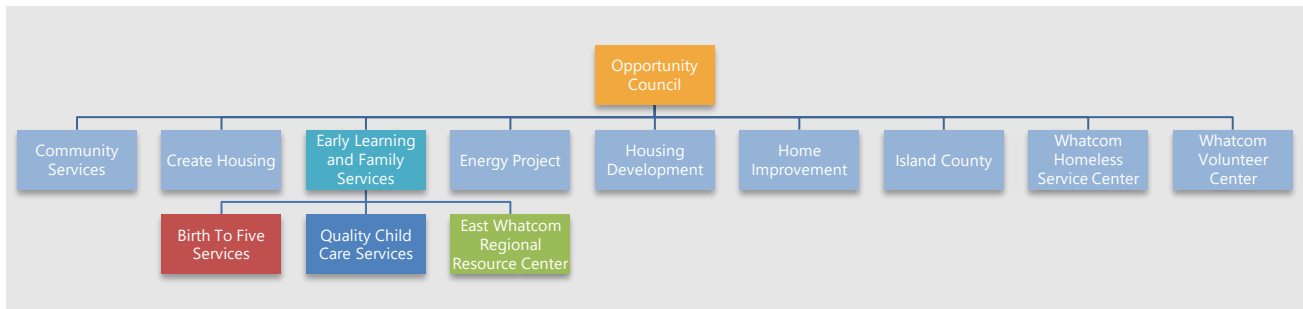 Opportunity
Council
Community
Services
Create Housing
Early Learning
and Family
Services
Energy Project
Housing
Development
Home
Improvement
Island County
Whatcom
Homeless
Service Center
Whatcom
Volunteer
Center
Birth To Five
Services
Quality Child
Care Services
East Whatcom
Regional
Resource Center